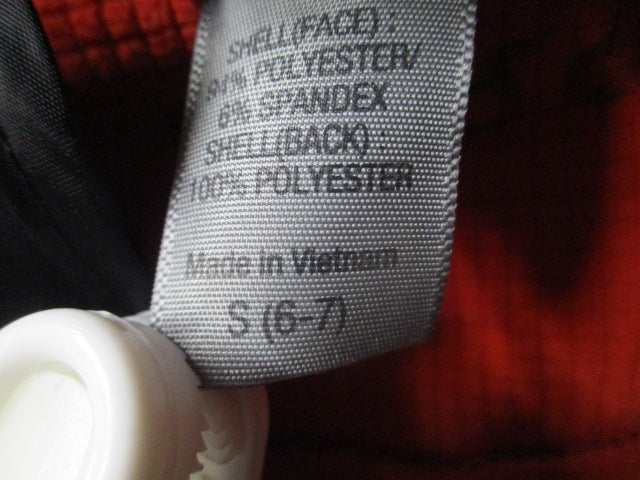 SHELL(FACE) :
94% POLYESTER/
6% SPANDEX
SHELL(BACK) :
100% POLYESTER
Made in Vietnam
S (6-7)